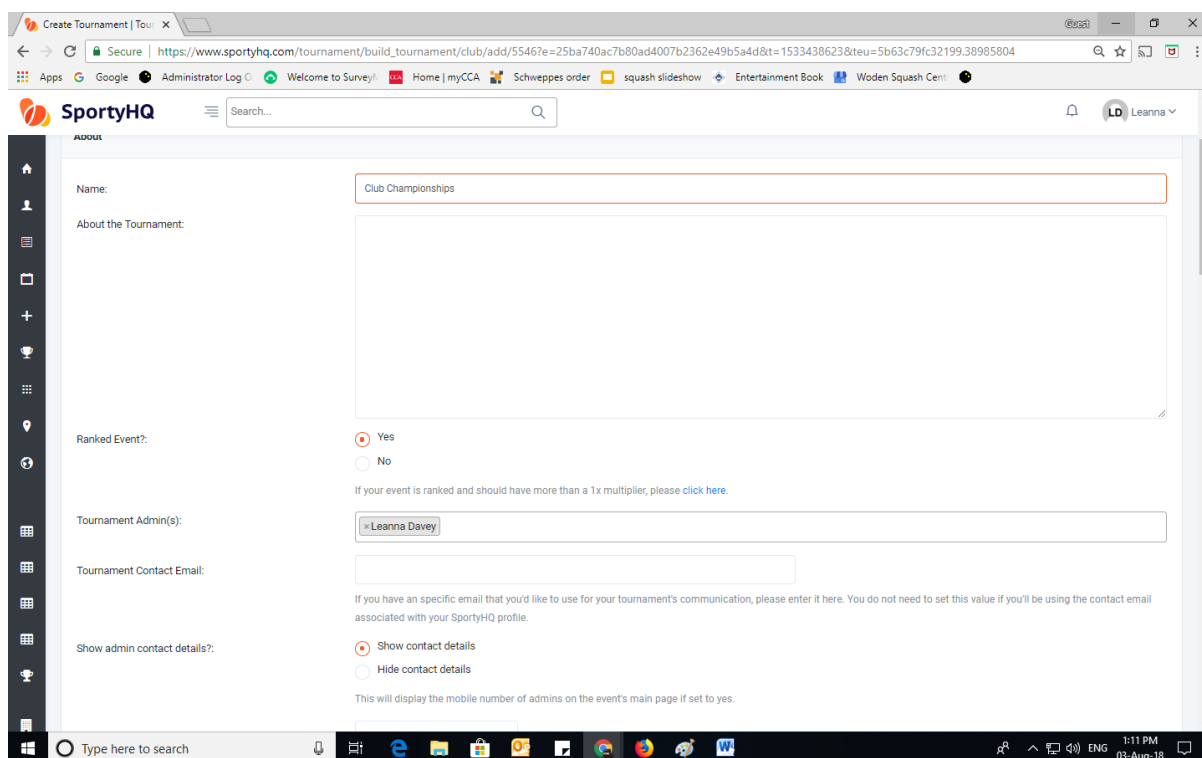 Create Tournament | Tour
Guest
Secure
https://www.sportyhq.com/tournament/build_tournament/club/add/5546?e=25ba740ac7b80ad4007b2362e49b5a4d&t=1533438623&teu=5b63c79fc32199.38985804
Apps Google Administrator Log O Welcome to Survey Home | myCCA Schweppes order squash slideshow Entertainment Book Woden Squash Cent
SportyHQ Search... LD Leanna
About
Name: Club Championships
About the Tournament:
Ranked Event?: Yes
No
If your event is ranked and should have more than a 1x multiplier, please click here.
Tournament Admin(s): ×Leanna Davey
Tournament Contact Email:
If you have an specific email that you'd like to use for your tournament's communication, please enter it here. You do not need to set this value if you'll be using the contact email
associated with your SportyHQ profile.
Show admin contact details?: Show contact details
Hide contact details
This will display the mobile number of admins on the event's main page if set to yes.
Type here to search
ENG
1:11 PM
03-Aug-18